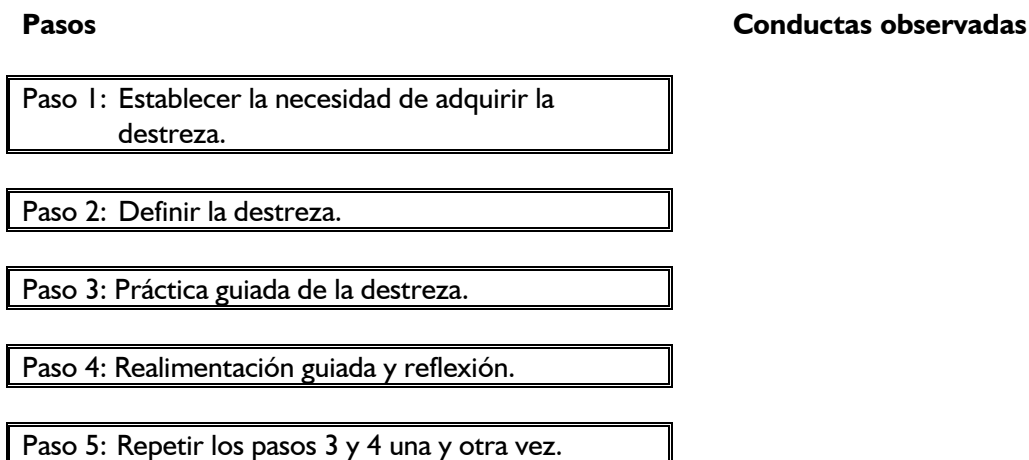 Pasos
Conductas observadas
Paso 1: Establecer la necesidad de adquirir la
destreza.
Paso 2: Definir la destreza.
Paso 3: Práctica guiada de la destreza.
Paso 4: Realimentación guiada y reflexión.
Paso 5: Repetir los pasos 3 y 4 una y otra vez.